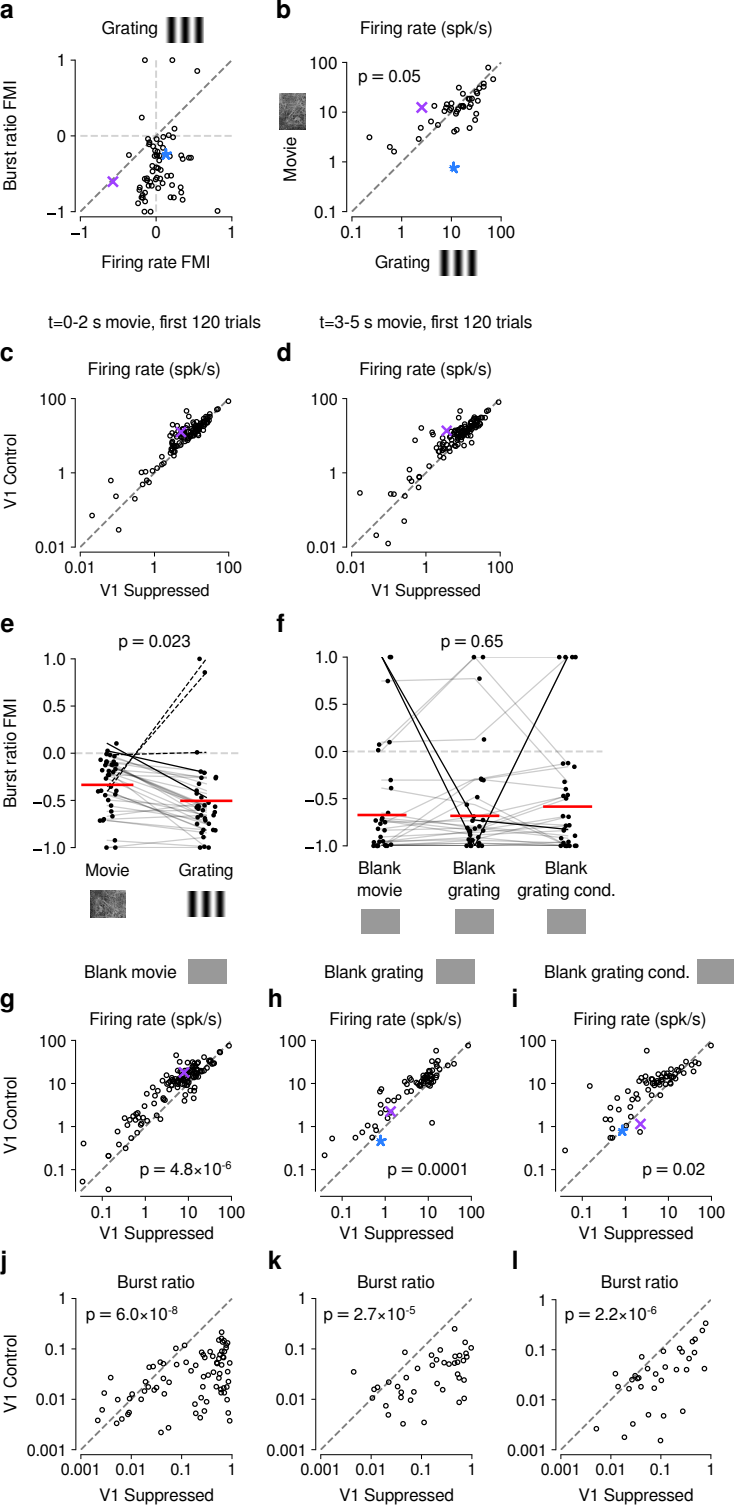 a
Grating
Burst ratio FMI
1
0
−1
−1 0 1
Firing rate FMI
b
Firing rate (spk/s)
p = 0.05
Movie
100
10
1
0.1
0.1 1 10 100
Grating
t=0-2 s movie, first 120 trials
t=3-5 s movie, first 120 trials
c
Firing rate (spk/s)
V1 Control
100
1
0.01
0.01 1 100
V1 Suppressed
d
Firing rate (spk/s)
100
1
0.01
0.01 1 100
V1 Suppressed
e
p = 0.023
Burst ratio FMI
1.0
0.5
0.0
−0.5
−1.0
Movie Grating
f
p = 0.65
1.0
0.5
0.0
−0.5
−1.0
Blank Blank Blank
movie grating grating cond.
Blank movie
g
Firing rate (spk/s)
V1 Control
100
10
1
0.1
p = 4.8×10-6
0.1 1 10 100
V1 Suppressed
Blank grating
h
Firing rate (spk/s)
100
10
1
0.1
p = 0.0001
0.1 1 10 100
V1 Suppressed
Blank grating cond.
i
Firing rate (spk/s)
100
10
1
0.1
p = 0.02
0.1 1 10 100
V1 Suppressed
j
Burst ratio
p = 6.0×10-8
V1 Control
1
0.1
0.01
0.001
0.001 0.01 0.1 1
V1 Suppressed
k
Burst ratio
p = 2.7×10-5
1
0.1
0.01
0.001
0.001 0.01 0.1 1
V1 Suppressed
l
Burst ratio
p = 2.2×10-6
1
0.1
0.01
0.001
0.001 0.01 0.1 1
V1 Suppressed